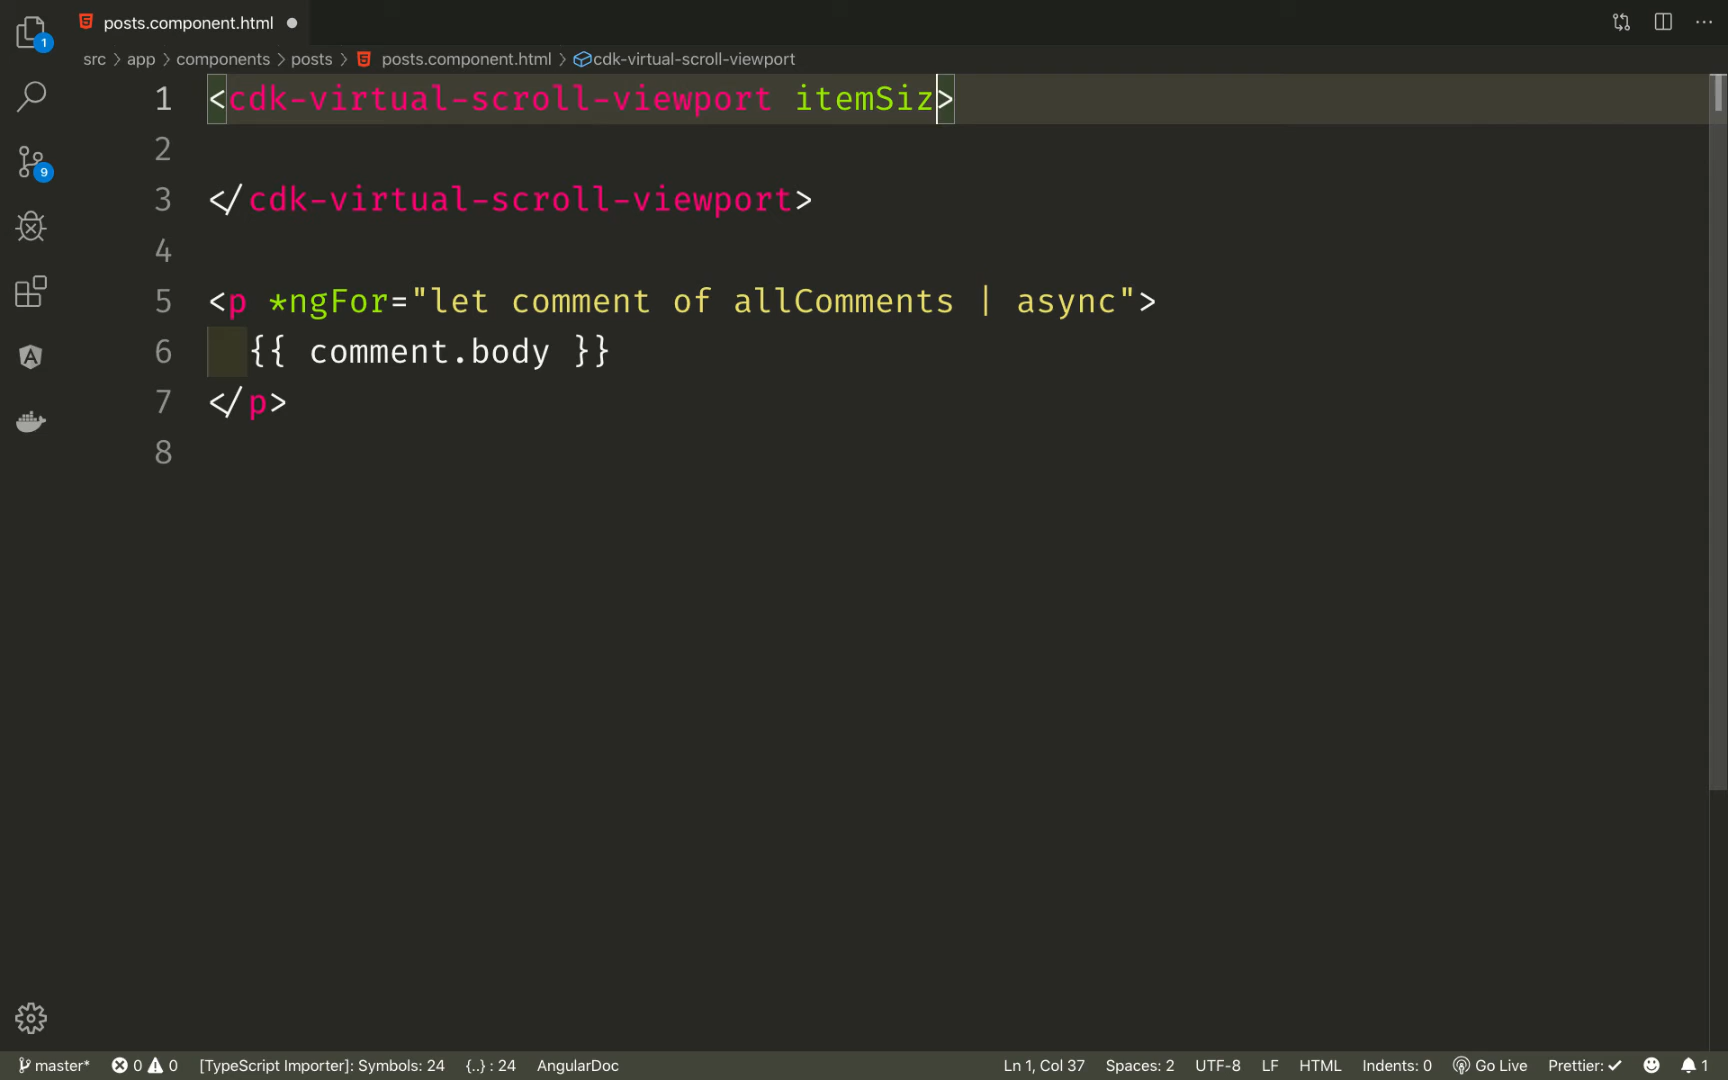 1
posts.component.html
src app components posts posts.component.html cdk-virtual-scroll-viewport
1 <cdk-virtual-scroll-viewport itemSiz>
2
3 </cdk-virtual-scroll-viewport>
4
5 <p *ngFor="let comment of allComments | async">
6 {{ comment.body }}
7 </p>
8
9
master* 0 0 [TypeScript Importer]: Symbols: 24 {..} : 24 AngularDoc Ln 1, Col 37 Spaces: 2 UTF-8 LF HTML Indents: 0 Go Live Prettier: ✓ 1